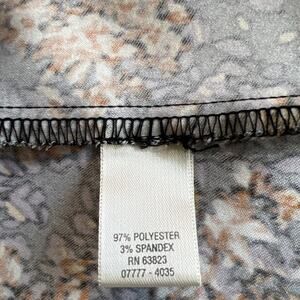 97% POLYESTER
3% SPANDEX
RN 63823
07777 - 4035